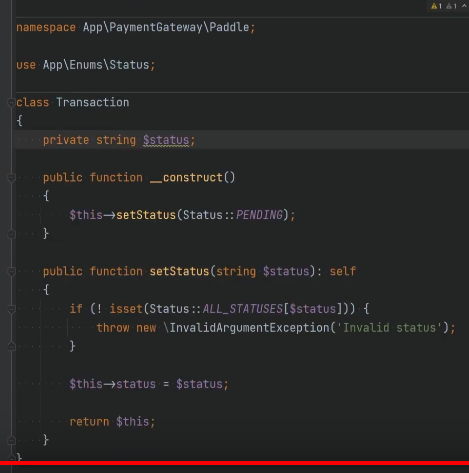 1 1
namespace App\PaymentGateway\Paddle;
use App\Enums\Status;
class Transaction
{
private string $status;
public function __construct()
{
$this->setStatus(Status::PENDING);
}
public function setStatus(string $status): self
{
if (! isset(Status::ALL_STATUSES[$status])) {
throw new \InvalidArgumentException('Invalid status');
}
$this->status = $status;
return $this;
}
}